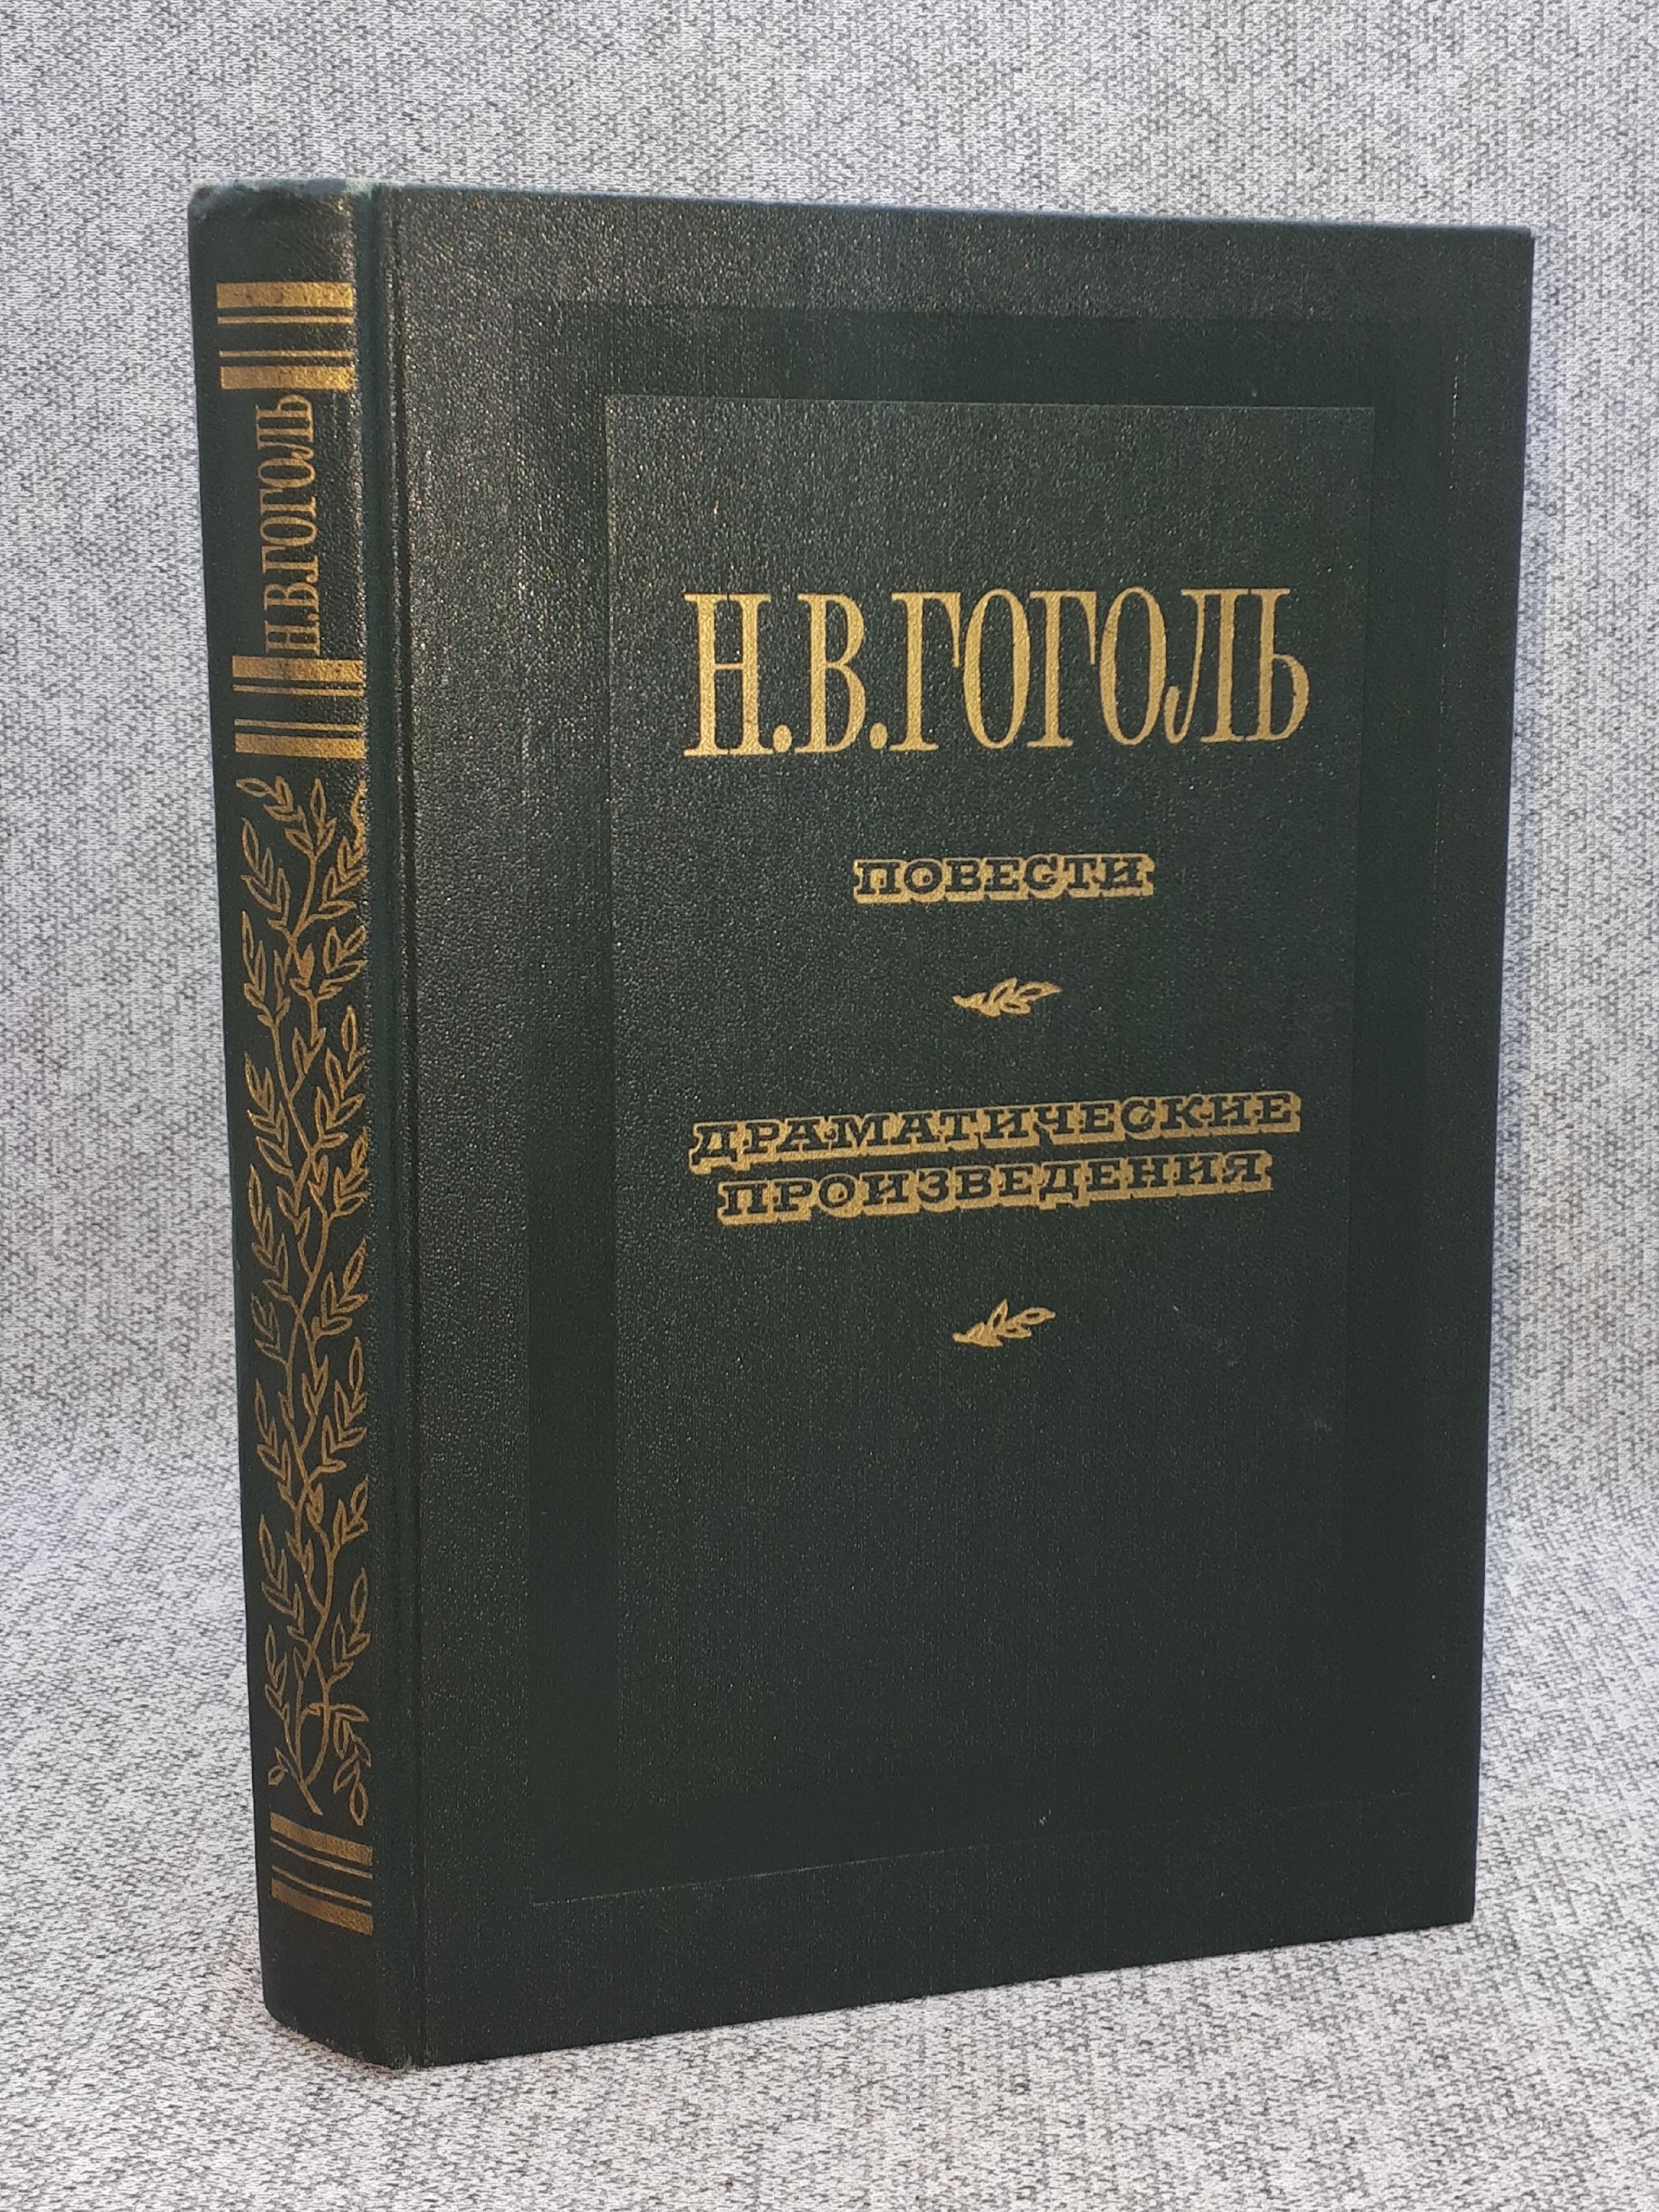 Н.В.ГОГОЛЬ
Н.В.ГОГОЛЬ
ПОВЕСТИ
ДРАМАТИЧЕСКИЕ
ПРОИЗВЕДЕНИЯ